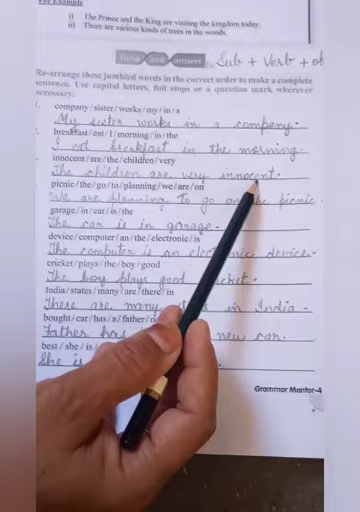 For Example
i) The Prince and the King are visiting the kingdom today.
ii) There are various kinds of trees in the woods.
Think and answer Sub + Verb + ob
Re-arrange these jumbled words in the correct order to make a complete
sentence. Use capital letters, full stops or a question mark wherever
necessary.
company/sister/works/my/in/a
My sister works in a company.
breakfast/eat/I/morning/in/the
I eat breakfast in the morning.
innocent/are/the/children/very
The children are very innocent.
picnic/the/go/to/planning/we/are/on
We are planning to go on the picnic.
garage/in/car/is/the
The car is in garage.
device/computer/an/the/electronic/is
The computer is an electronic device.
cricket/plays/the/boy/good
The boy plays good cricket.
India/states/many/are/there/in
There are many in India.
bought/car/has/a/father/
Father has new car.
best/she/is
She is
Grammar Mentor-4